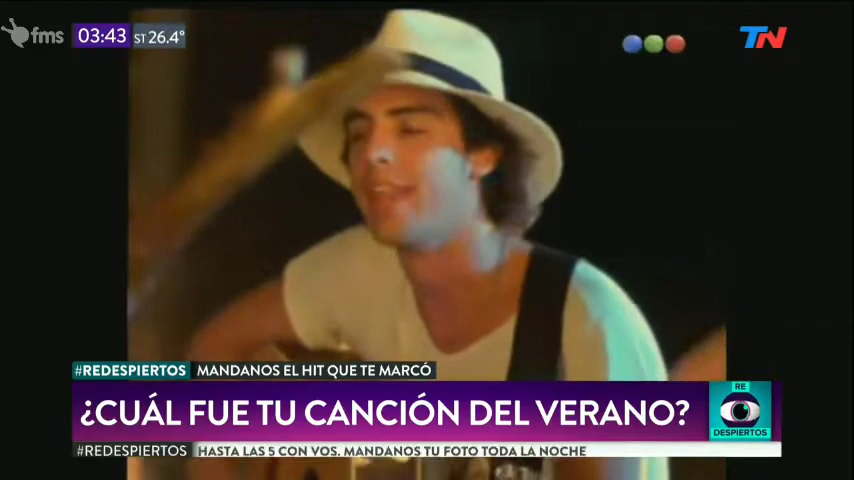 fms
03:43
ST 26.4°
TN
#REDESPIERTOS
MANDANOS EL HIT QUE TE MARCÓ
¿CUÁL FUE TU CANCIÓN DEL VERANO?
RE
DESPIERTOS
#REDESPIERTOS
HASTA LAS 5 CON VOS. MANDANOS TU FOTO TODA LA NOCHE